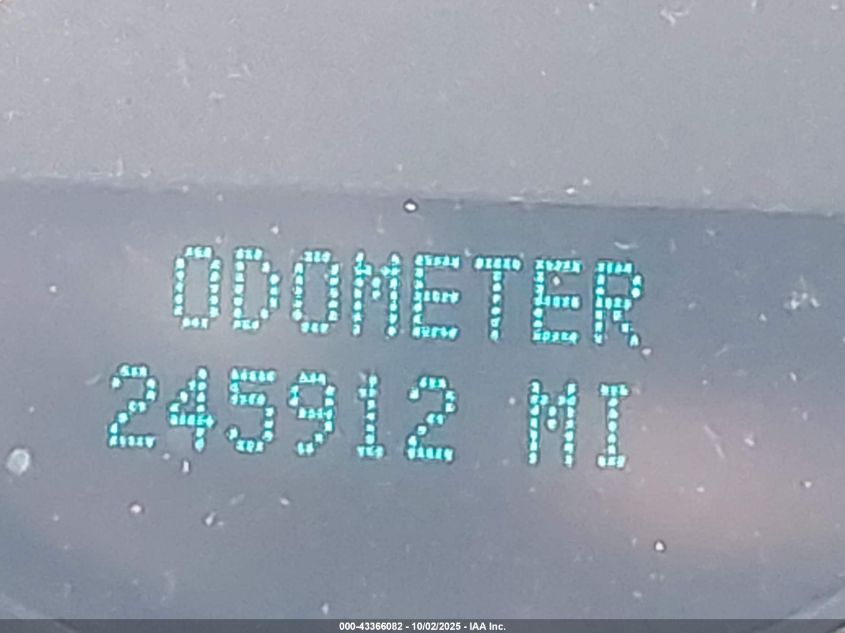 ODOMETER
245912 MI
000-43366082 - 10/02/2025 - IAA Inc.